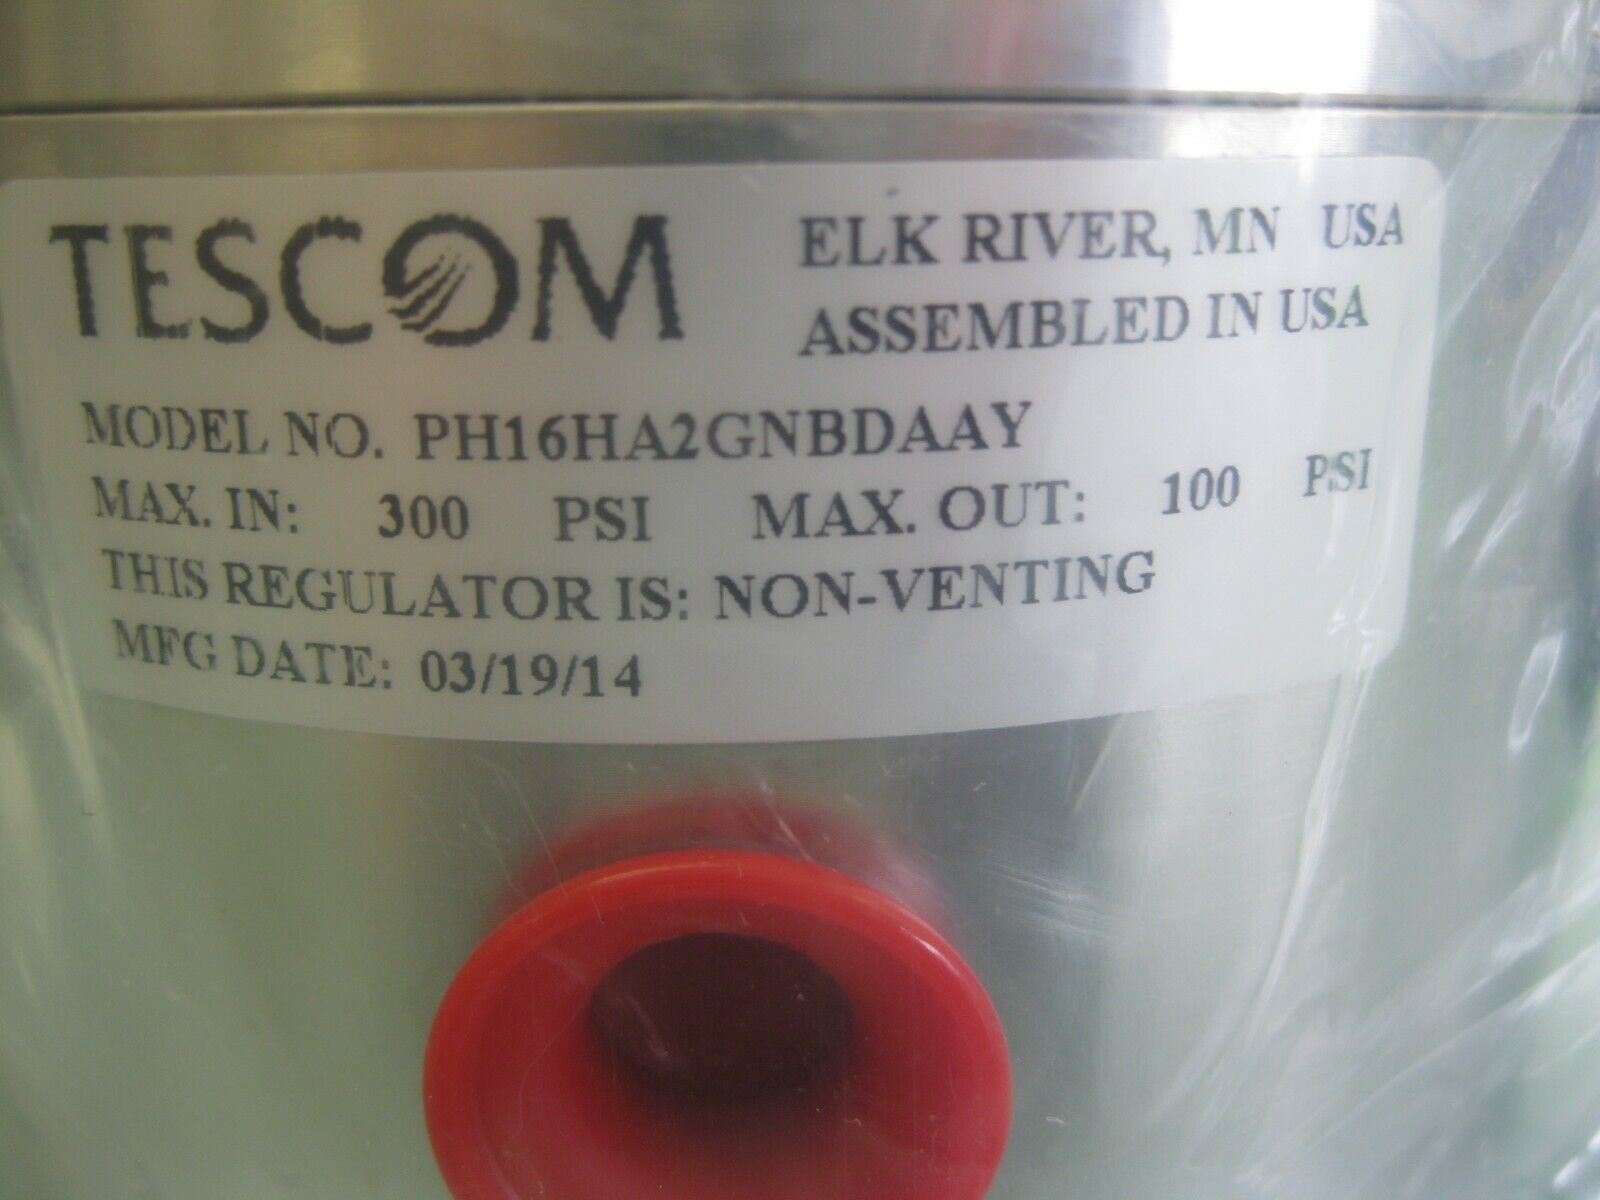 TESCOM
ELK RIVER, MN USA
ASSEMBLED IN USA
MODEL NO. PH16HA2GNBDAAY
MAX. IN: 300 PSI MAX. OUT: 100 PSI
THIS REGULATOR IS: NON-VENTING
MFG DATE: 03/19/14